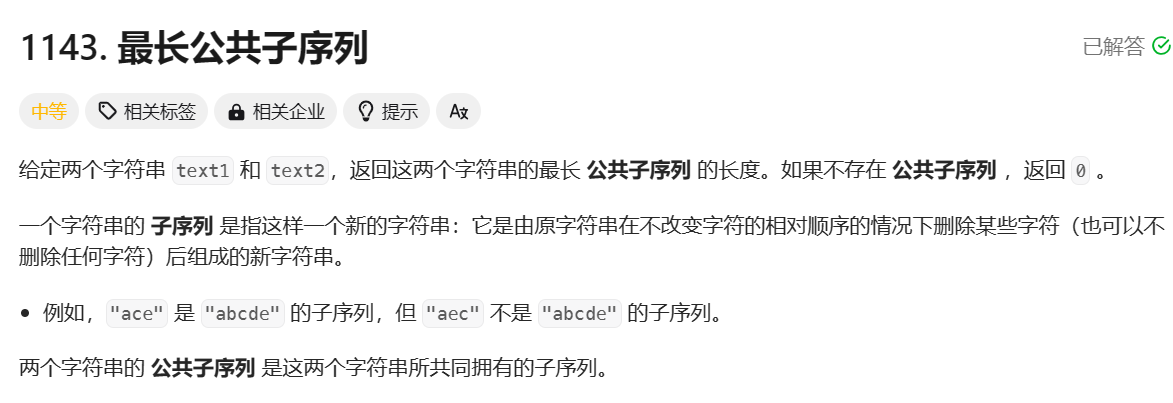 1143. 最长公共子序列
已解答
中等 相关标签 相关企业 提示 A文
给定两个字符串 text1 和 text2，返回这两个字符串的最长 公共子序列 的长度。如果不存在 公共子序列 ，返回 0 。
一个字符串的 子序列 是指这样一个新的字符串：它是由原字符串在不改变字符的相对顺序的情况下删除某些字符（也可以不
删除任何字符）后组成的新字符串。
• 例如，"ace" 是 "abcde" 的子序列，但 "aec" 不是 "abcde" 的子序列。
两个字符串的 公共子序列 是这两个字符串所共同拥有的子序列。